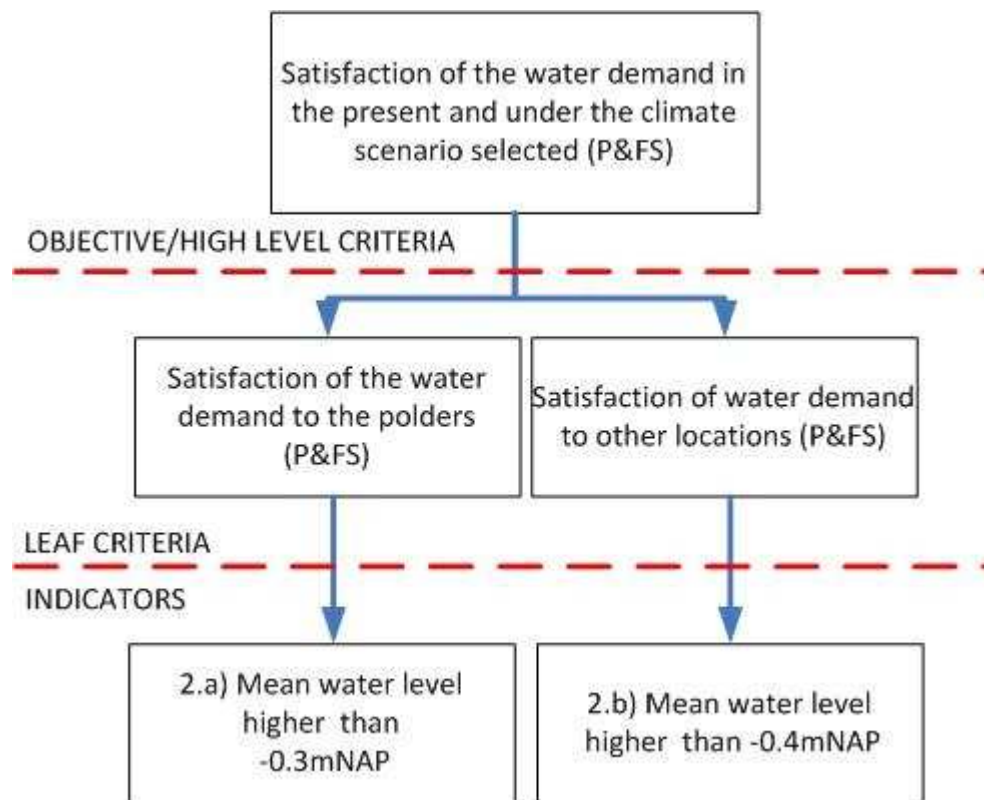 Satisfaction of the water demand in
the present and under the climate
scenario selected (P&FS)
OBJECTIVE/HIGH LEVEL CRITERIA
Satisfaction of the water
demand to the polders
(P&FS)
Satisfaction of water demand
to other locations (P&FS)
LEAF CRITERIA
INDICATORS
2.a) Mean water level
higher than
-0.3mNAP
2.b) Mean water level
higher than -0.4mNAP